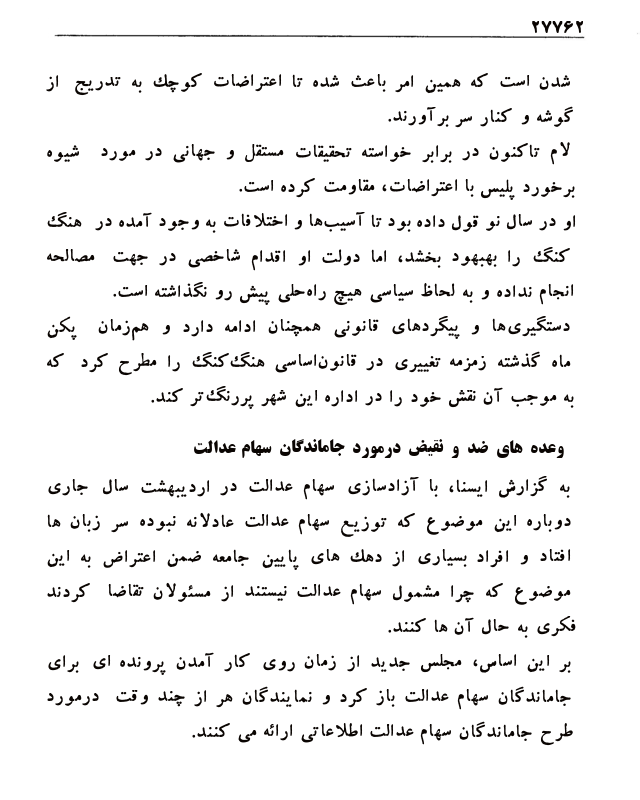 ۲۷۷۶۲
شدن است که همین امر باعث شده تا اعتراضات کوچك به تدریج از
گوشه و کنار سر برآورند.
لام تاکنون در برابر خواسته تحقیقات مستقل و جهانی در مورد شیوه
برخورد پلیس با اعتراضات، مقاومت کرده است.
او در سال نو قول داده بود تا آسیب‌ها و اختلافات به وجود آمده در هنگ
کنگ را بهبهود بخشد، اما دولت او اقدام شاخصی در جهت مصالحه
انجام نداده و به لحاظ سیاسی هیچ راه‌حلی پیش رو نگذاشته است.
دستگیری‌ها و پیگردهای قانونی همچنان ادامه دارد و هم‌زمان پکن
ماه گذشته زمزمه تغییری در قانون‌اساسی هنگ‌کنگ را مطرح کرد که
به موجب آن نقش خود را در اداره این شهر پررنگ‌تر کند.
وعده های ضد و نقیض درمورد جاماندگان سهام عدالت
به گزارش ایسنا، با آزادسازی سهام عدالت در اردیبهشت سال جاری
دوباره این موضوع که توزیع سهام عدالت عادلانه نبوده سر زبان ها
افتاد و افراد بسیاری از دهك های پایین جامعه ضمن اعتراض به این
موضوع که چرا مشمول سهام عدالت نیستند از مسئولان تقاضا کردند
فکری به حال آن ها کنند.
بر این اساس، مجلس جدید از زمان روی کار آمدن پرونده ای برای
جاماندگان سهام عدالت باز کرد و نمایندگان هر از چند وقت درمورد
طرح جاماندگان سهام عدالت اطلاعاتی ارائه می کنند.